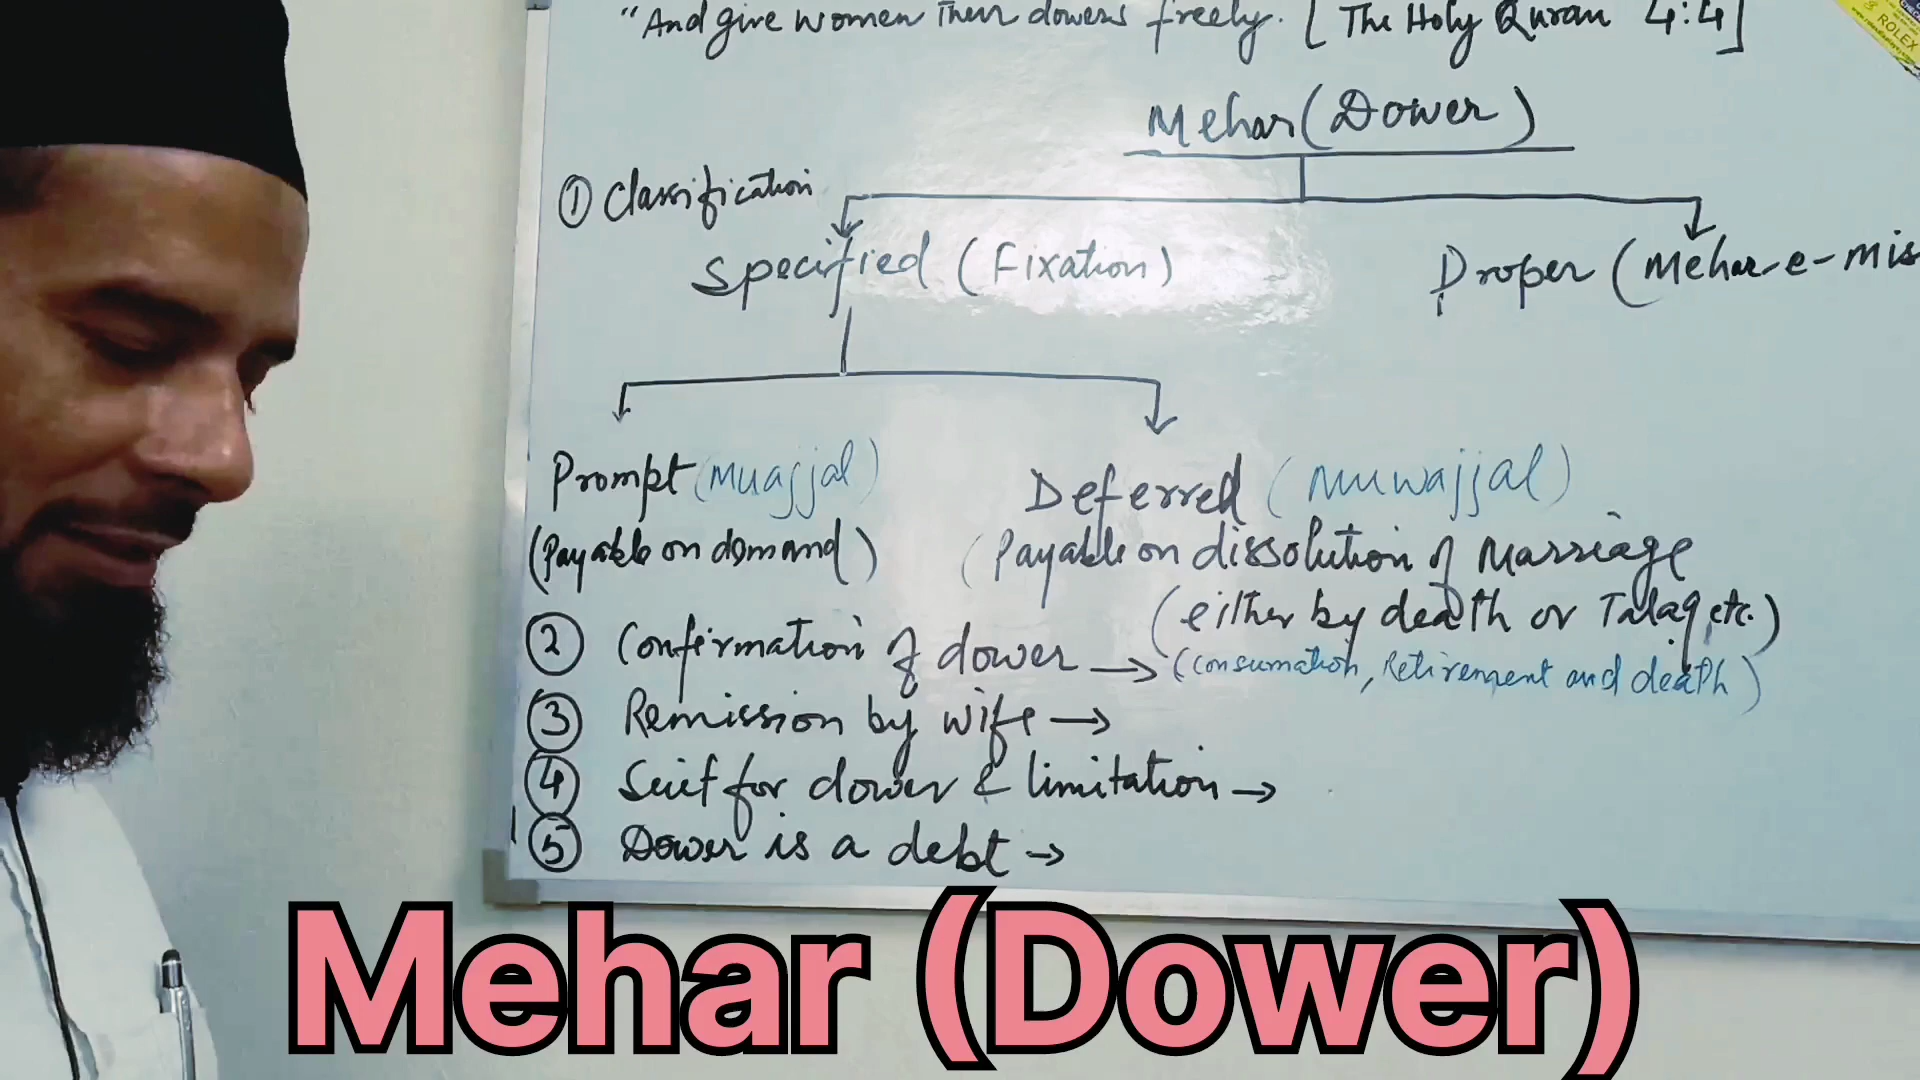 "And give women their dowers freely. [The Holy Quran 4:4]
ROLEX
Mehar (Dower)
① Classification
Specified (Fixation)
Proper (Mehar-e-mis
Prompt (Muajjal)
Deferred (Muwajjal)
(Payable on demand)
(Payable on dissolution of Marriage
(either by death or Talaq etc.)
② Confirmation of dower → (consumation, Retirement and death)
③ Remission by wife →
④ Suit for dower & limitation →
⑤ Dower is a debt →
Mehar (Dower)